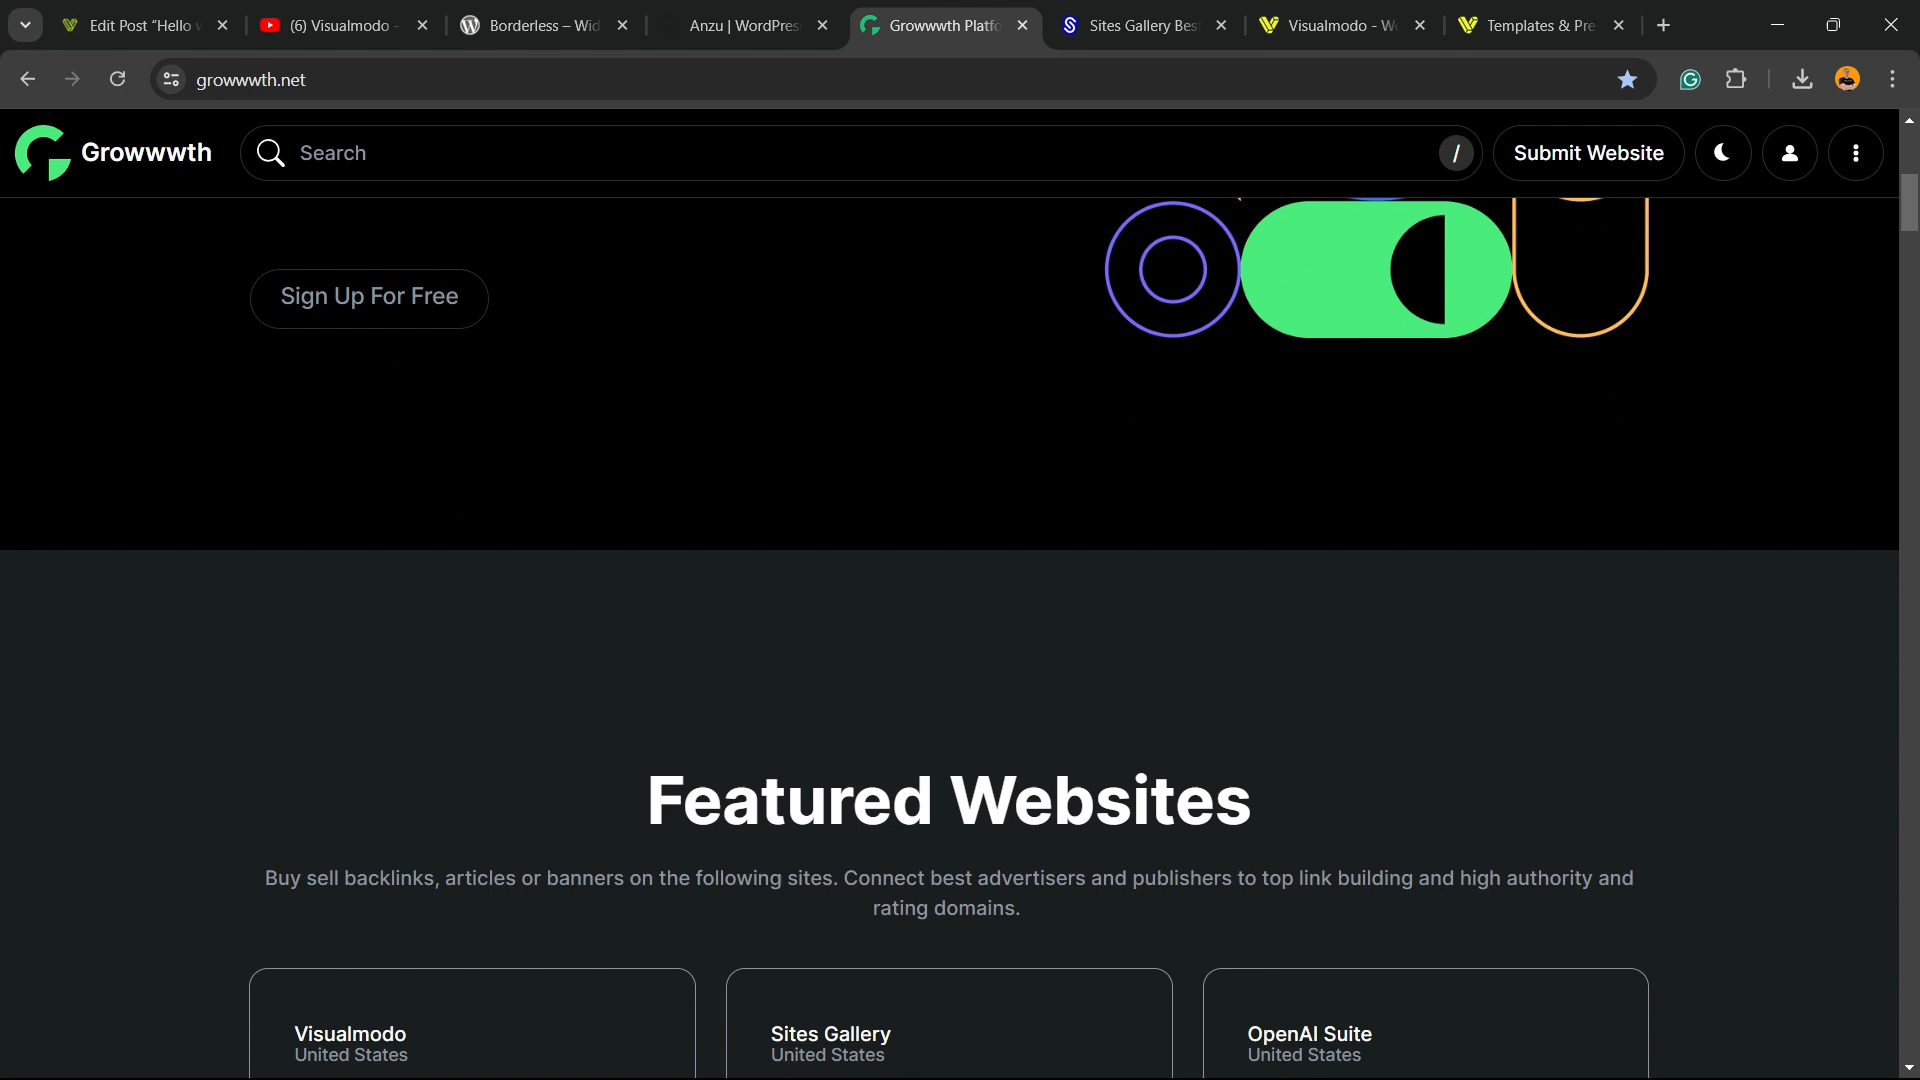 Edit Post “Hello w
(6) Visualmodo -
Borderless – Wid
Anzu | WordPres
Growwwth Platfo
Sites Gallery Bes
Visualmodo - W
Templates & Pre
growwwth.net
Growwwth
Search
/
Submit Website
Sign Up For Free
Featured Websites
Buy sell backlinks, articles or banners on the following sites. Connect best advertisers and publishers to top link building and high authority and
rating domains.
Visualmodo
United States
Sites Gallery
United States
OpenAI Suite
United States